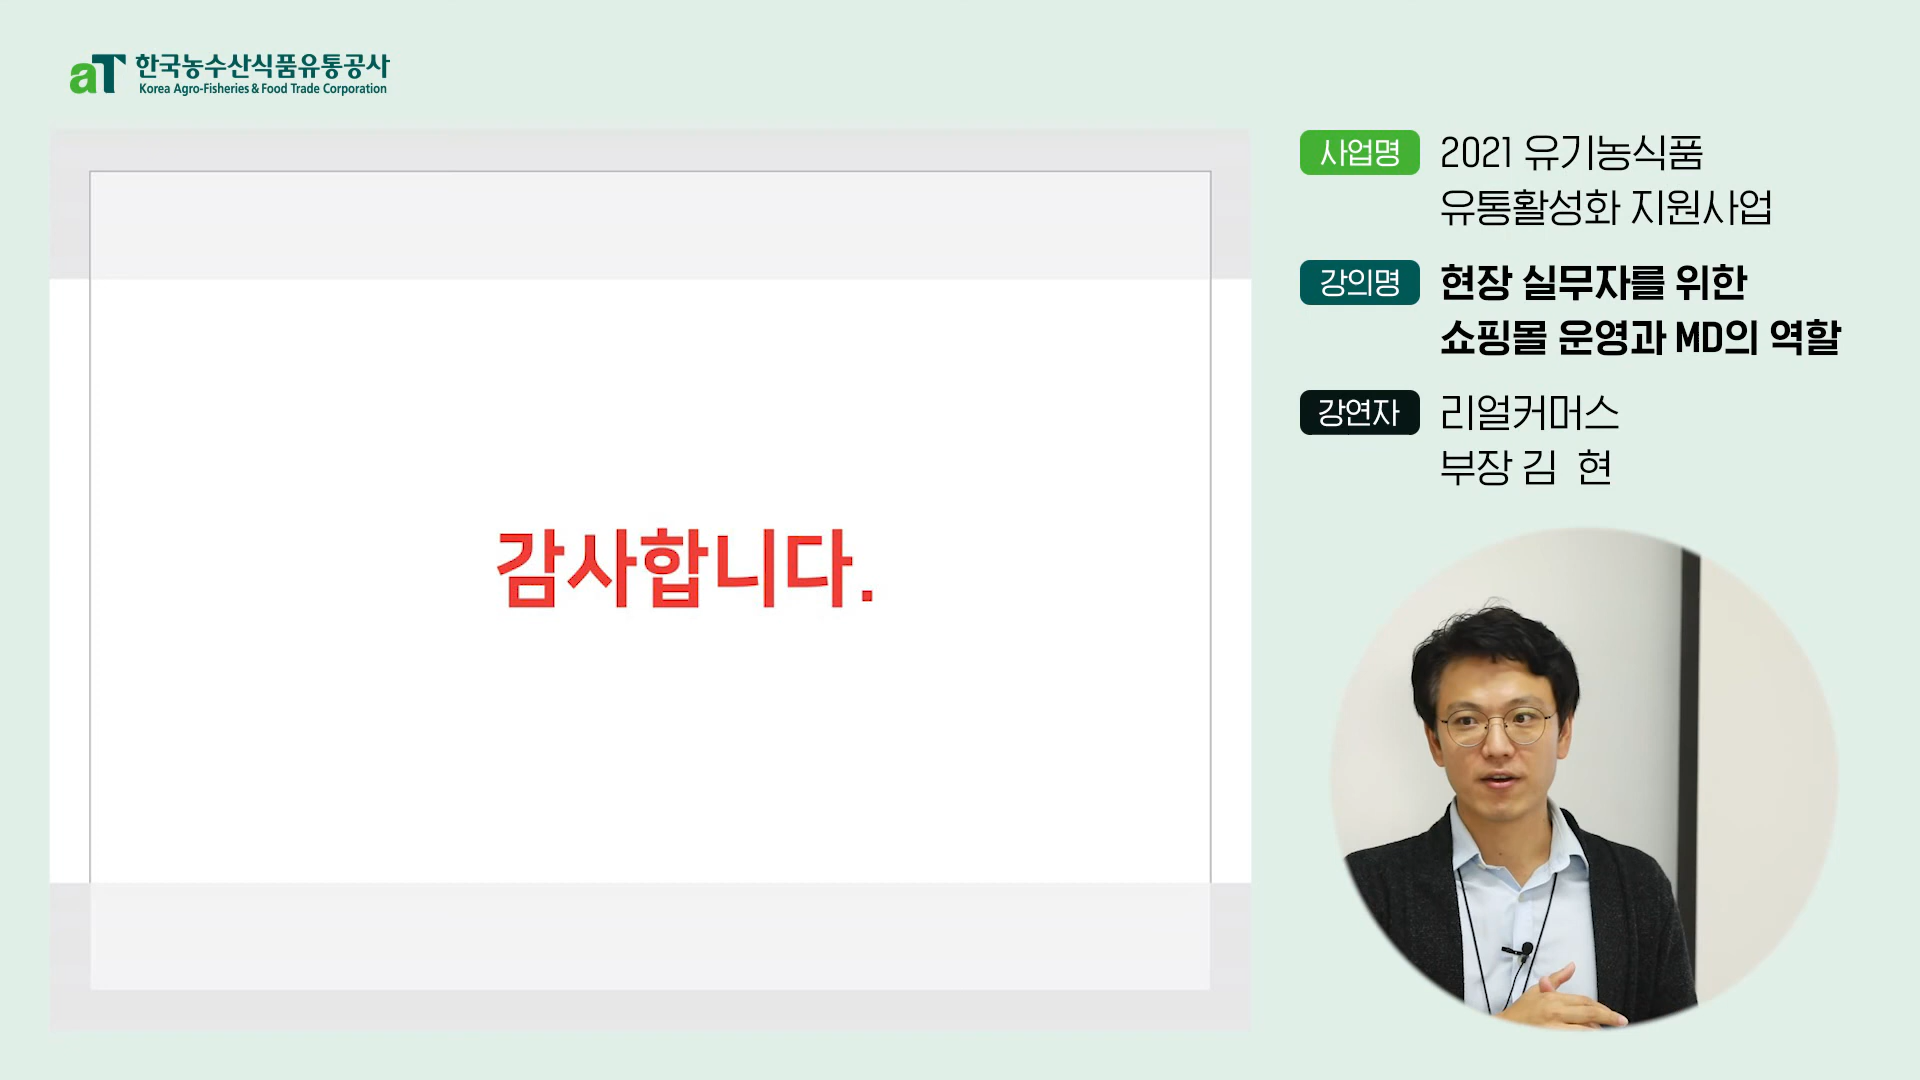 aT 한국농수산식품유통공사
Korea Agro-Fisheries & Food Trade Corporation
감사합니다.
사업명 2021 유기농식품
유통활성화 지원사업
강의명 현장 실무자를 위한
쇼핑몰 운영과 MD의 역할
강연자 리얼커머스
부장 김 현